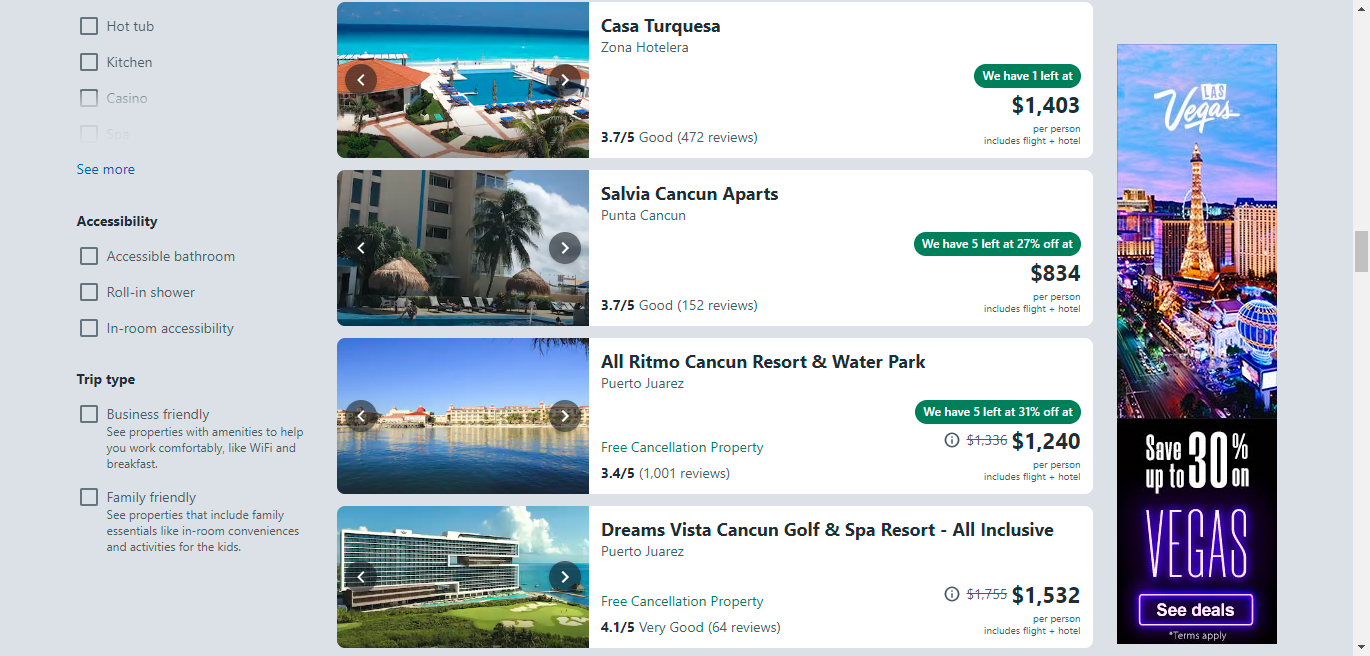 Hot tub
Kitchen
Casino
Spa
See more
Accessibility
Accessible bathroom
Roll-in shower
In-room accessibility
Trip type
Business friendly
See properties with amenities to help
you work comfortably, like WiFi and
breakfast.
Family friendly
See properties that include family
essentials like in-room conveniences
and activities for the kids.
Casa Turquesa
Zona Hotelera
We have 1 left at
$1,403
per person
includes flight + hotel
3.7/5 Good (472 reviews)
Salvia Cancun Aparts
Punta Cancun
We have 5 left at 27% off at
$834
per person
includes flight + hotel
3.7/5 Good (152 reviews)
All Ritmo Cancun Resort & Water Park
Puerto Juarez
We have 5 left at 31% off at
Free Cancellation Property
$1,336 $1,240
per person
includes flight + hotel
3.4/5 (1,001 reviews)
Dreams Vista Cancun Golf & Spa Resort - All Inclusive
Puerto Juarez
Free Cancellation Property
$1,755 $1,532
per person
includes flight + hotel
4.1/5 Very Good (64 reviews)
LAS
Vegas
Save
up to 30% on
VEGAS
See deals
*Terms apply